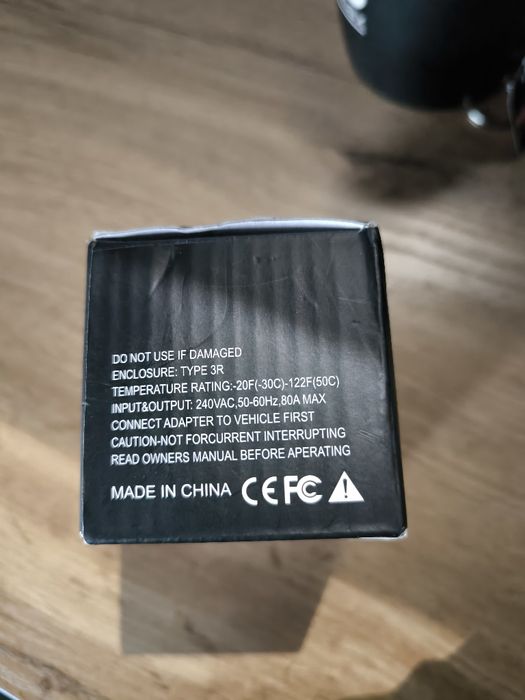 DO NOT USE IF DAMAGED
ENCLOSURE: TYPE 3R
TEMPERATURE RATING:-20F(-30C)-122F(50C)
INPUT&OUTPUT: 240VAC,50-60Hz,80A MAX
CONNECT ADAPTER TO VEHICLE FIRST
CAUTION-NOT FORCURRENT INTERRUPTING
READ OWNERS MANUAL BEFORE APERATING
MADE IN CHINA CE FC